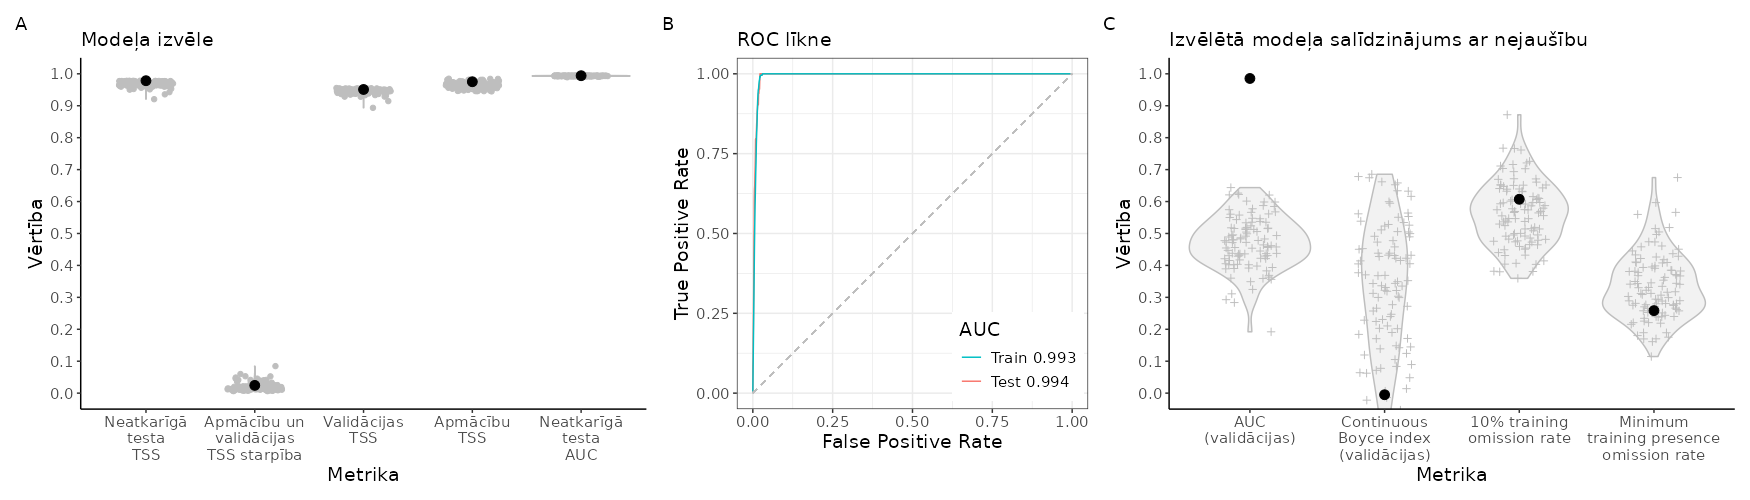 A
Modeļa izvēle
1.0
0.9
0.8
0.7
0.6
0.5
0.4
0.3
0.2
0.1
0.0
Vērtība
Neatkarīgā
testa
TSS
Apmācību un
validācijas
TSS starpība
Validācijas
TSS
Apmācību
TSS
Neatkarīgā
testa
AUC
Metrika
B
ROC līkne
1.00
0.75
0.50
0.25
0.00
True Positive Rate
AUC
Train 0.993
Test 0.994
0.00
0.25
0.50
0.75
1.00
False Positive Rate
C
Izvēlētā modeļa salīdzinājums ar nejaušību
1.0
0.9
0.8
0.7
0.6
0.5
0.4
0.3
0.2
0.1
0.0
Vērtība
AUC
(validācijas)
Continuous
Boyce index
(validācijas)
10% training
omission rate
Minimum
training presence
omission rate
Metrika